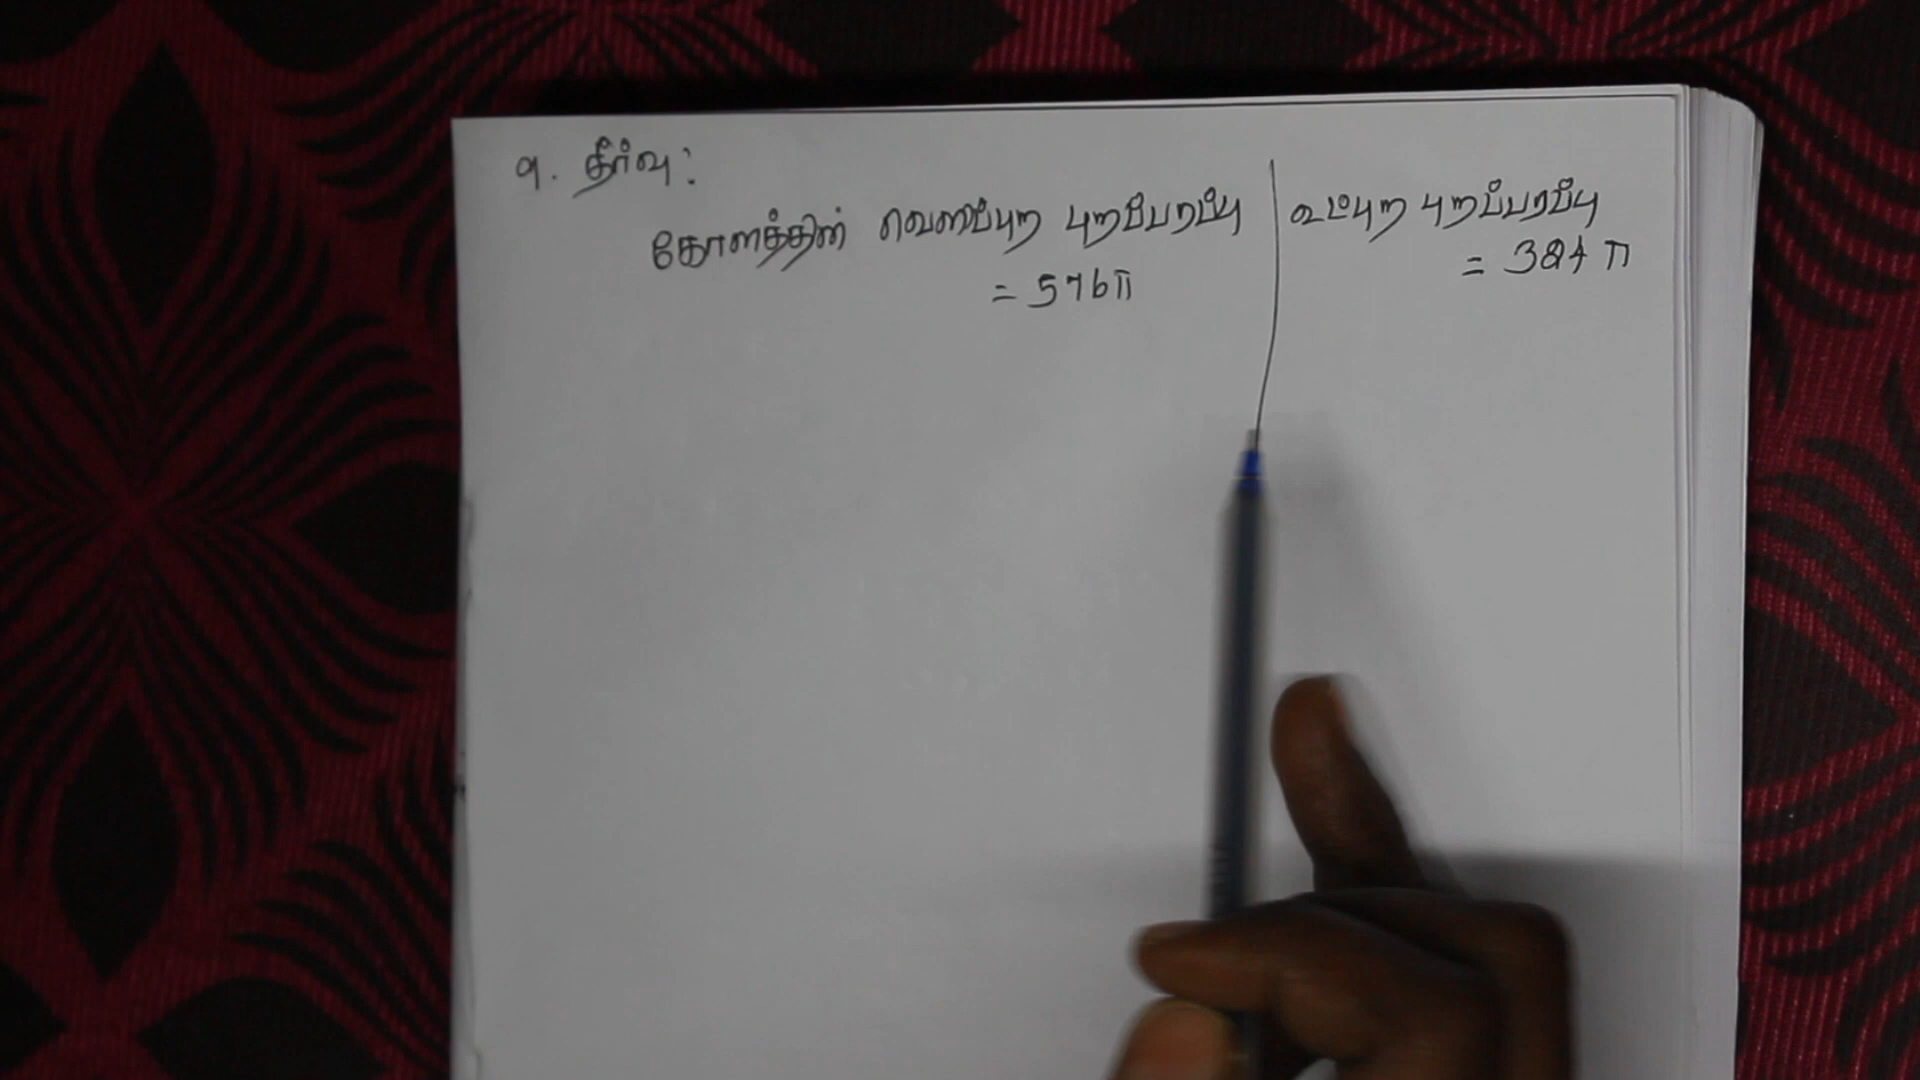 9. தீர்வு:
கோளத்தின் வெளிப்புற புறப்பரப்பு
= 576π
உட்புற புறப்பரப்பு
= 324π